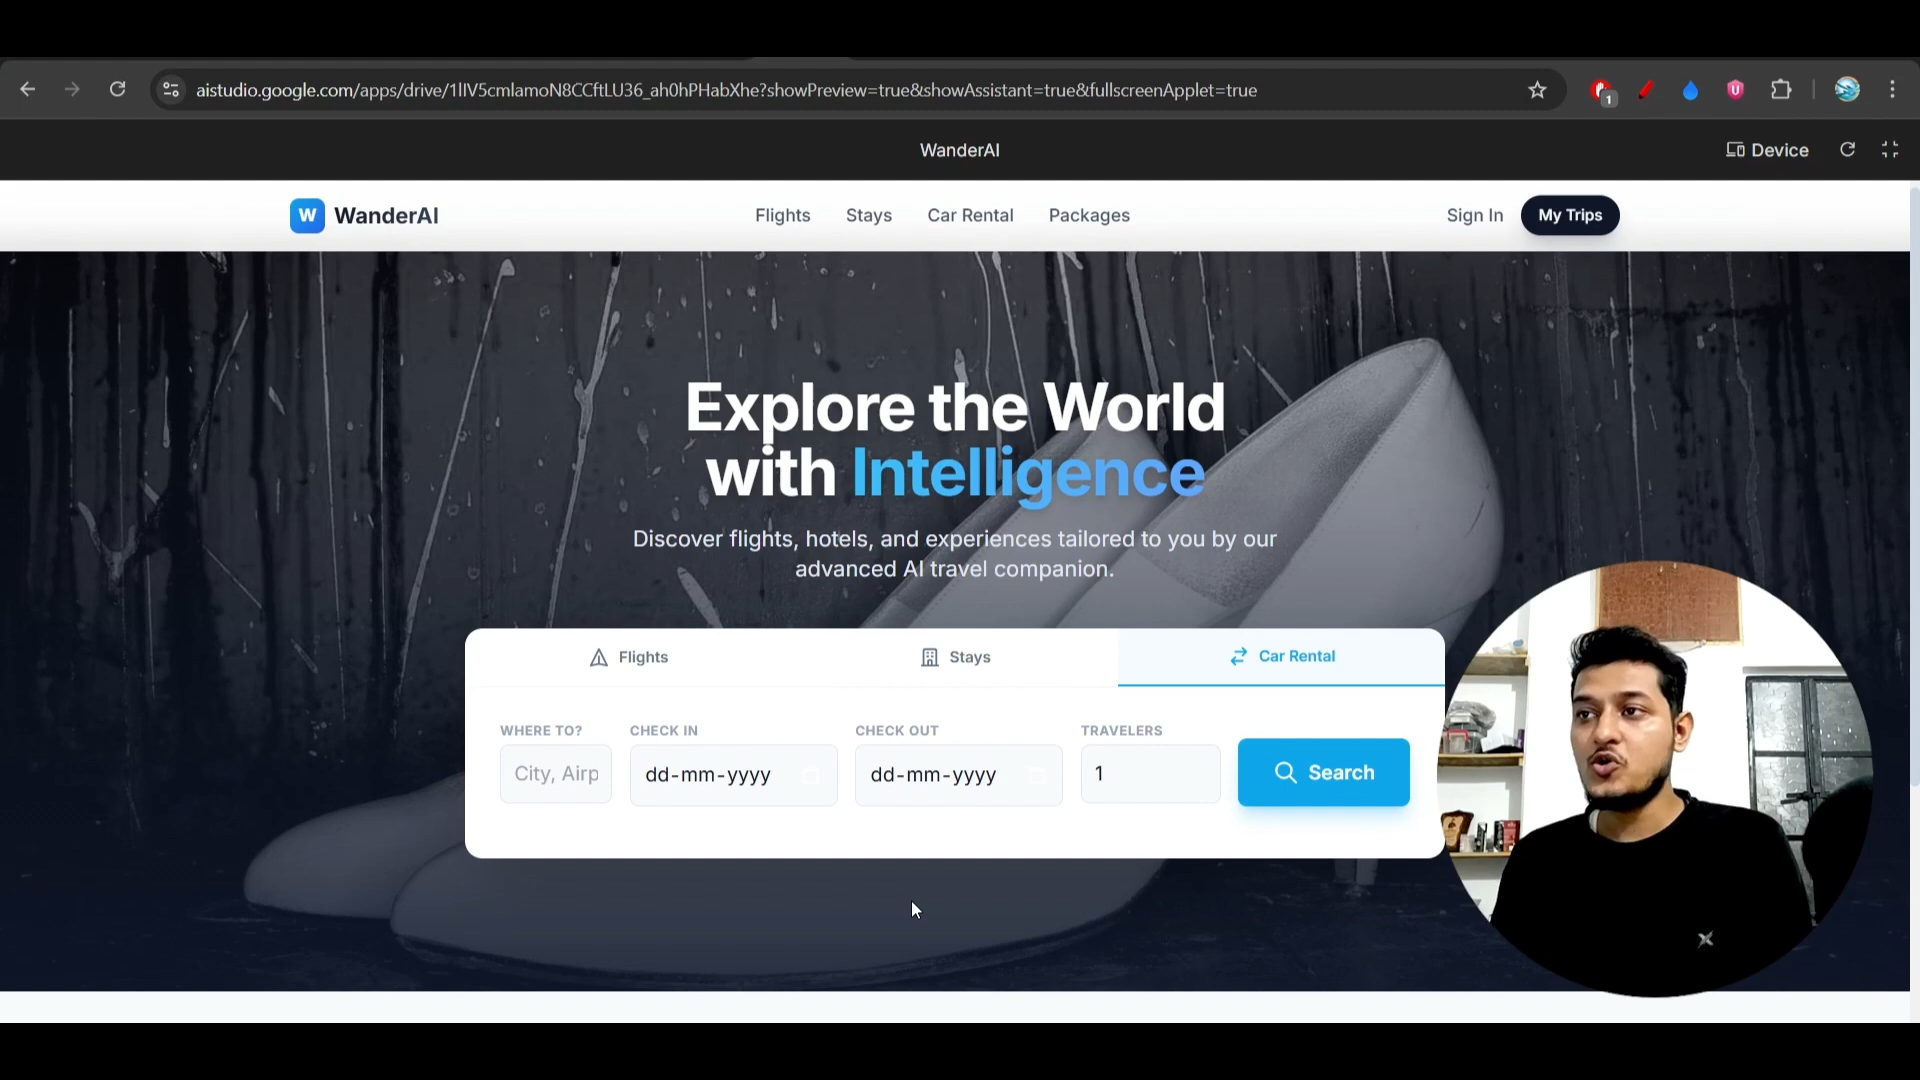 aistudio.google.com/apps/drive/1lIV5cmlamoN8CCftLU36_ah0hPHabXhe?showPreview=true&showAssistant=true&fullscreenApplet=true
1
WanderAI
Device
W WanderAI
Flights Stays Car Rental Packages
Sign In My Trips
Explore the World
with Intelligence
Discover flights, hotels, and experiences tailored to you by our
advanced AI travel companion.
Flights Stays Car Rental
WHERE TO? CHECK IN CHECK OUT TRAVELERS
City, Airp dd-mm-yyyy dd-mm-yyyy 1 Search